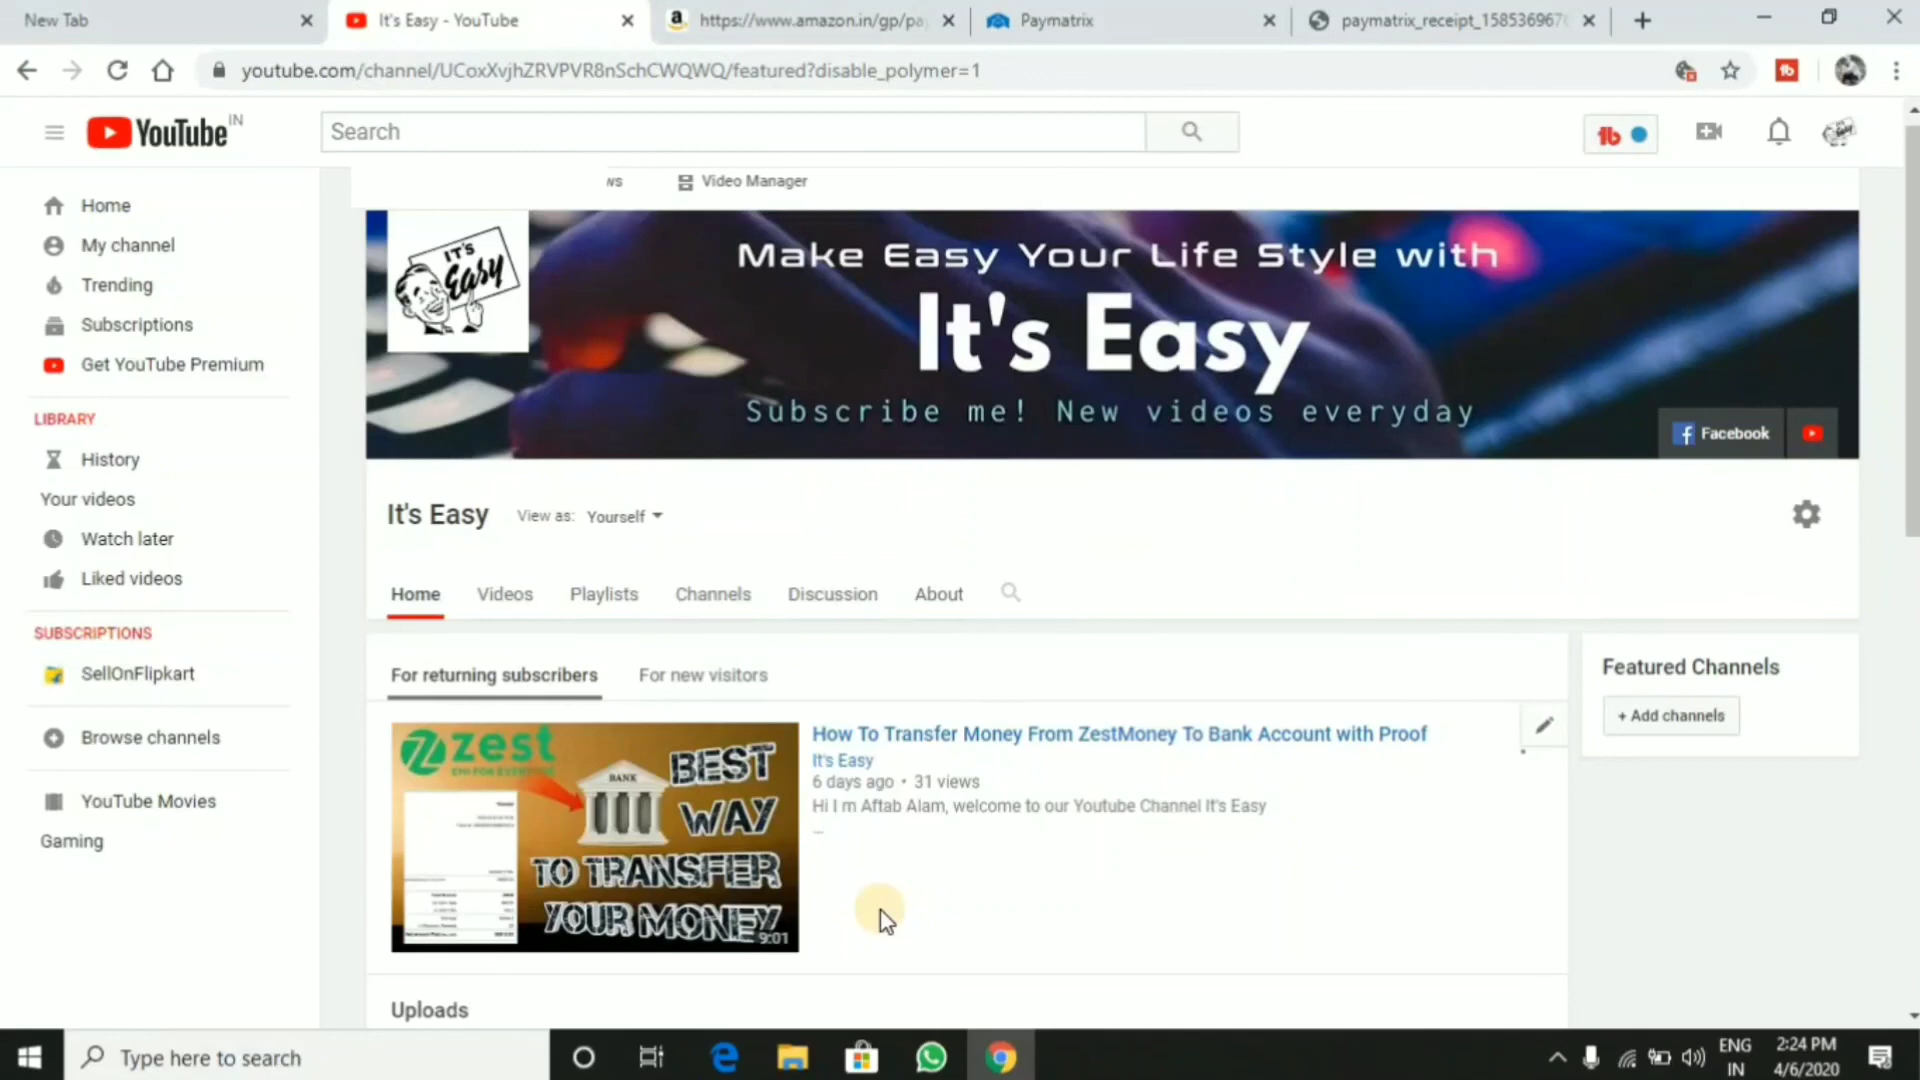 New Tab
It's Easy - YouTube
https://www.amazon.in/gp/pa
Paymatrix
paymatrix_receipt_1585369670
youtube.com/channel/UCoxXvjhZRVPVR8nSchCWQWQ/featured?disable_polymer=1
YouTube IN
Search
Video Manager
Home
My channel
Trending
Subscriptions
Get YouTube Premium
LIBRARY
History
Your videos
Watch later
Liked videos
SUBSCRIPTIONS
SellOnFlipkart
Browse channels
YouTube Movies
Gaming
IT'S
Easy
Make Easy Your Life Style with
It's Easy
Subscribe me! New videos everyday
Facebook
It's Easy View as: Yourself
Home Videos Playlists Channels Discussion About
For returning subscribers For new visitors
zest
EMI FOR EVERYONE
BANK
BEST
WAY
TO TRANSFER
YOUR MONEY
9:01
How To Transfer Money From ZestMoney To Bank Account with Proof
It's Easy
6 days ago • 31 views
Hi I m Aftab Alam, welcome to our Youtube Channel It's Easy
...
Featured Channels
+ Add channels
Uploads
Type here to search
ENG
IN
2:24 PM
4/6/2020